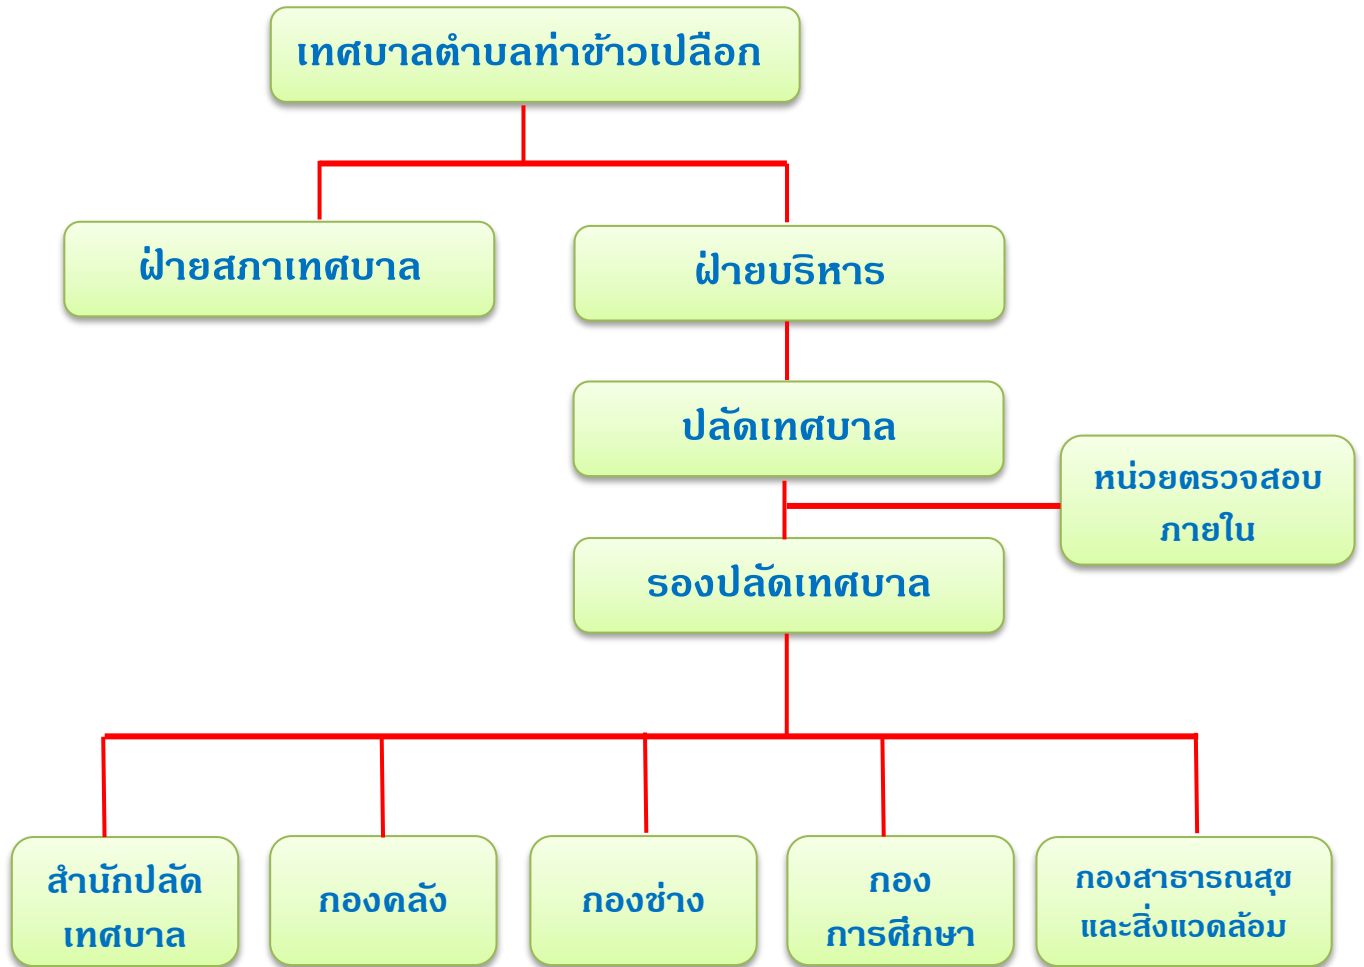 เทศบาลตำบลท่าข้าวเปลือก
ฝ่ายสภาเทศบาล
ฝ่ายบริหาร
ปลัดเทศบาล
หน่วยตรวจสอบ
ภายใน
รองปลัดเทศบาล
สำนักปลัด
เทศบาล
กองคลัง
กองช่าง
กอง
การศึกษา
กองสาธารณสุข
และสิ่งแวดล้อม